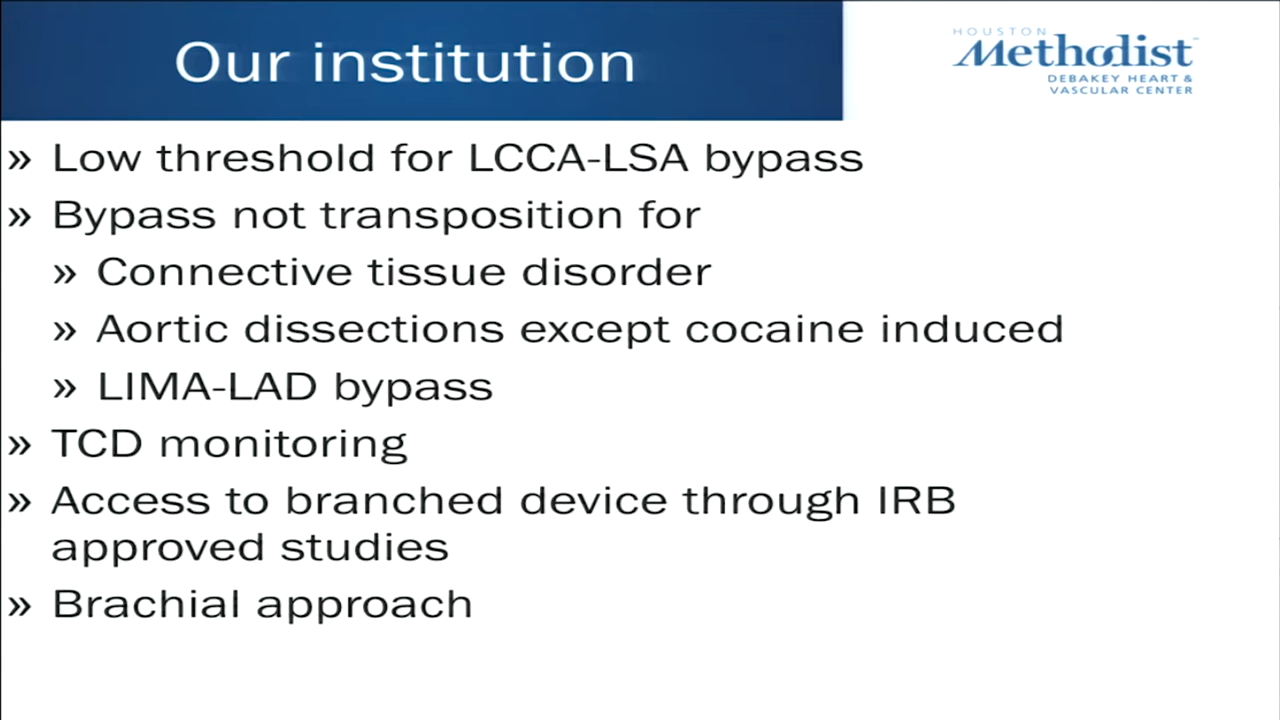 Our institution
HOUSTON
Methodist
DEBAKEY HEART &
VASCULAR CENTER
» Low threshold for LCCA-LSA bypass
» Bypass not transposition for
» Connective tissue disorder
» Aortic dissections except cocaine induced
» LIMA-LAD bypass
» TCD monitoring
» Access to branched device through IRB
approved studies
» Brachial approach